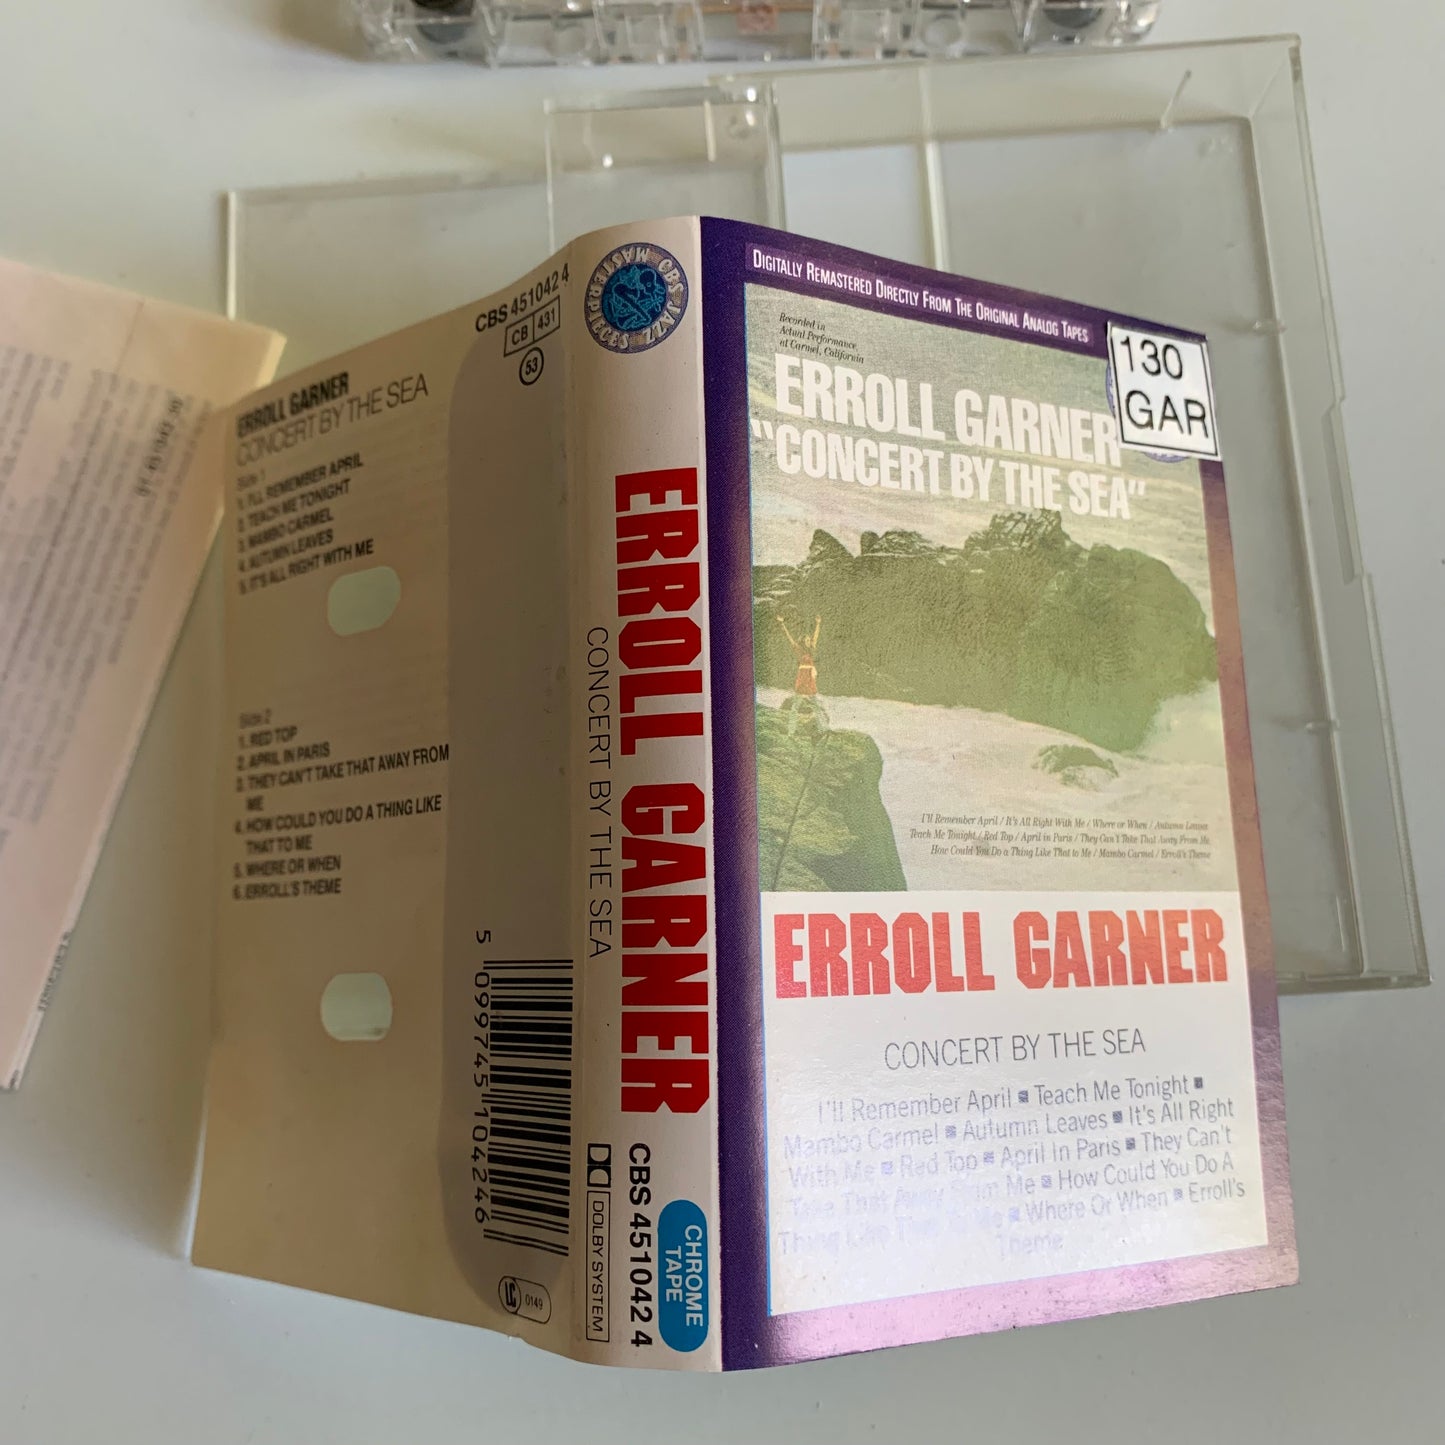 CBS 451042 4
CB 431
53
ERROLL GARNER
CONCERT BY THE SEA
Side 1
1. I'LL REMEMBER APRIL
2. TEACH ME TONIGHT
3. MAMBO CARMEL
4. AUTUMN LEAVES
5. IT'S ALL RIGHT WITH ME
Side 2
1. RED TOP
2. APRIL IN PARIS
3. THEY CAN'T TAKE THAT AWAY FROM
ME
4. HOW COULD YOU DO A THING LIKE
THAT TO ME
5. WHERE OR WHEN
6. ERROLL'S THEME
5 099745 104246
LC 0149
CBS JAZZ MASTERPIECES
ERROLL GARNER
CONCERT BY THE SEA
DOLBY SYSTEM
CBS 451042 4
CHROME
TAPE
DIGITALLY REMASTERED DIRECTLY FROM THE ORIGINAL ANALOG TAPES
130
GAR
Recorded in
Actual Performance
at Carmel, California
ERROLL GARNER
"CONCERT BY THE SEA"
I'll Remember April / It's All Right With Me / Where or When / Autumn Leaves
Teach Me Tonight / Red Top / April in Paris / They Can't Take That Away From Me
How Could You Do a Thing Like That to Me / Mambo Carmel / Erroll's Theme
ERROLL GARNER
CONCERT BY THE SEA
I'll Remember April ▪ Teach Me Tonight ▪
Mambo Carmel ▪ Autumn Leaves ▪ It's All Right
With Me ▪ Red Top ▪ April In Paris ▪ They Can't
Take That Away From Me ▪ How Could You Do A
Thing Like That To Me ▪ Where Or When ▪ Erroll's
Theme